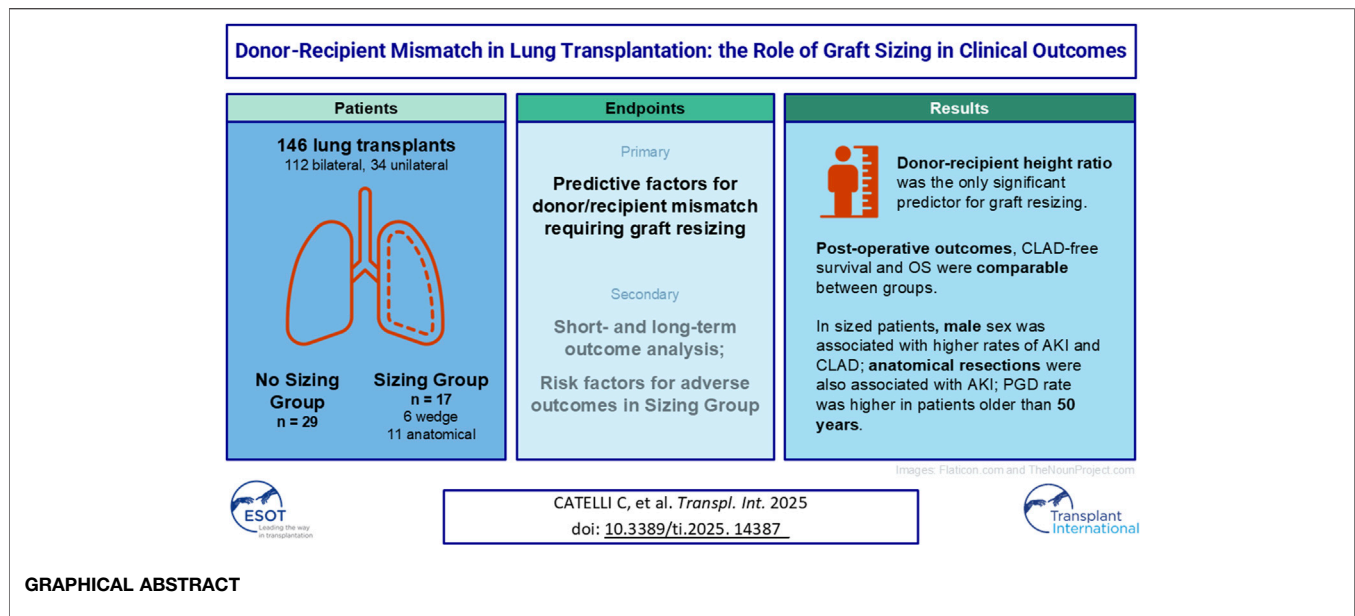 Donor-Recipient Mismatch in Lung Transplantation: the Role of Graft Sizing in Clinical Outcomes
Patients
146 lung transplants
112 bilateral, 34 unilateral
No Sizing
Group
n = 29
Sizing Group
n = 17
6 wedge
11 anatomical
Endpoints
Primary
Predictive factors for
donor/recipient mismatch
requiring graft resizing
Secondary
Short- and long-term
outcome analysis;
Risk factors for adverse
outcomes in Sizing Group
Results
Donor-recipient height ratio
was the only significant
predictor for graft resizing.
Post-operative outcomes, CLAD-free
survival and OS were comparable
between groups.
In sized patients, male sex was
associated with higher rates of AKI and
CLAD; anatomical resections were
also associated with AKI; PGD rate
was higher in patients older than 50
years.
Images: Flaticon.com and TheNounProject.com
ESOT
Leading the way
in transplantation
CATELLI C, et al. Transpl. Int. 2025
doi: 10.3389/ti.2025. 14387
Transplant
International
GRAPHICAL ABSTRACT